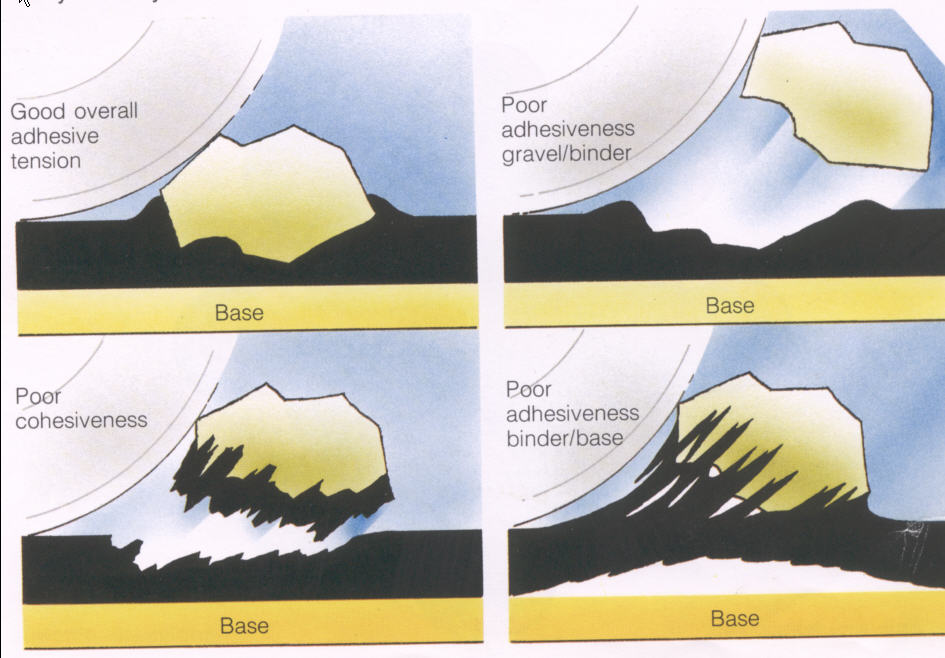 Good overall
adhesive
tension
Base
Poor
adhesiveness
gravel/binder
Base
Poor
cohesiveness
Base
Poor
adhesiveness
binder/base
Base